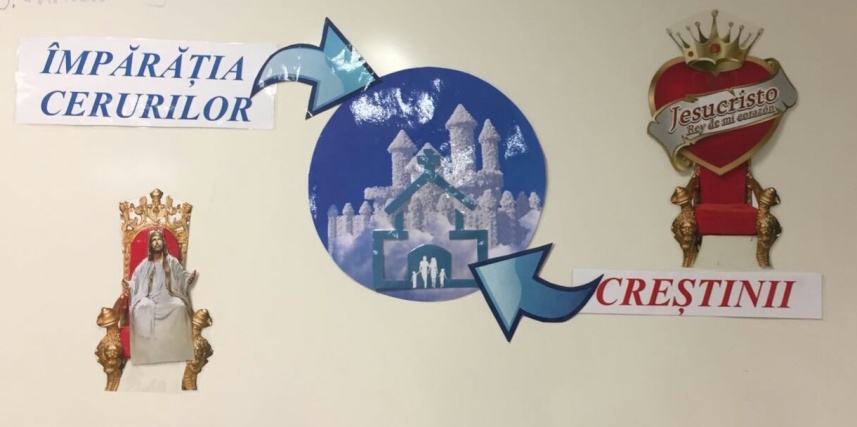 ÎMPĂRĂȚIA
CERURILOR
Jesucristo
Rey de mi corazón
CREȘTINII